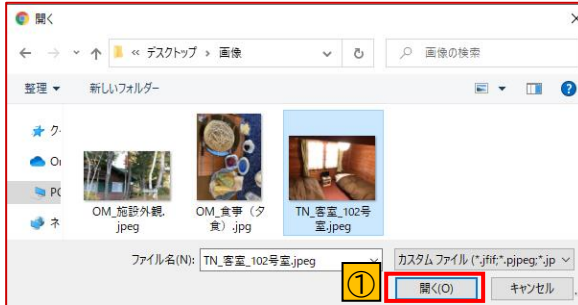 開く
« デスクトップ › 画像
画像の検索
整理 新しいフォルダー
ク
PC
ネ
OM_施設外観.jpeg
OM_食事（夕食）.jpg
TN_客室_102号室.jpeg
ファイル名(N): TN_客室_102号室.jpeg
カスタム ファイル (*.jfif;*.pjpeg;*.jp
① 開く(O) キャンセル